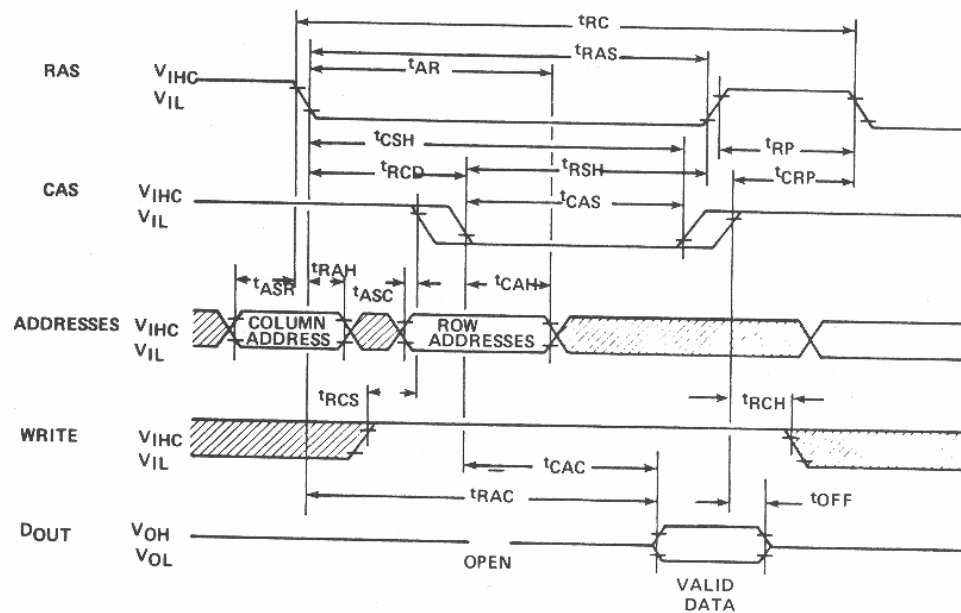 tRC
tRAS
RAS
VIHC
tAR
VIL
tCSH
tRP
tRCD
tRSH
tCRP
CAS
VIHC
tCAS
VIL
tRAH
tASR
tASC
tCAH
ADDRESSES
VIHC
COLUMN
ADDRESS
ROW
ADDRESSES
VIL
tRCS
tRCH
WRITE
VIHC
VIL
tCAC
tRAC
tOFF
DOUT
VOH
VOL
OPEN
VALID
DATA